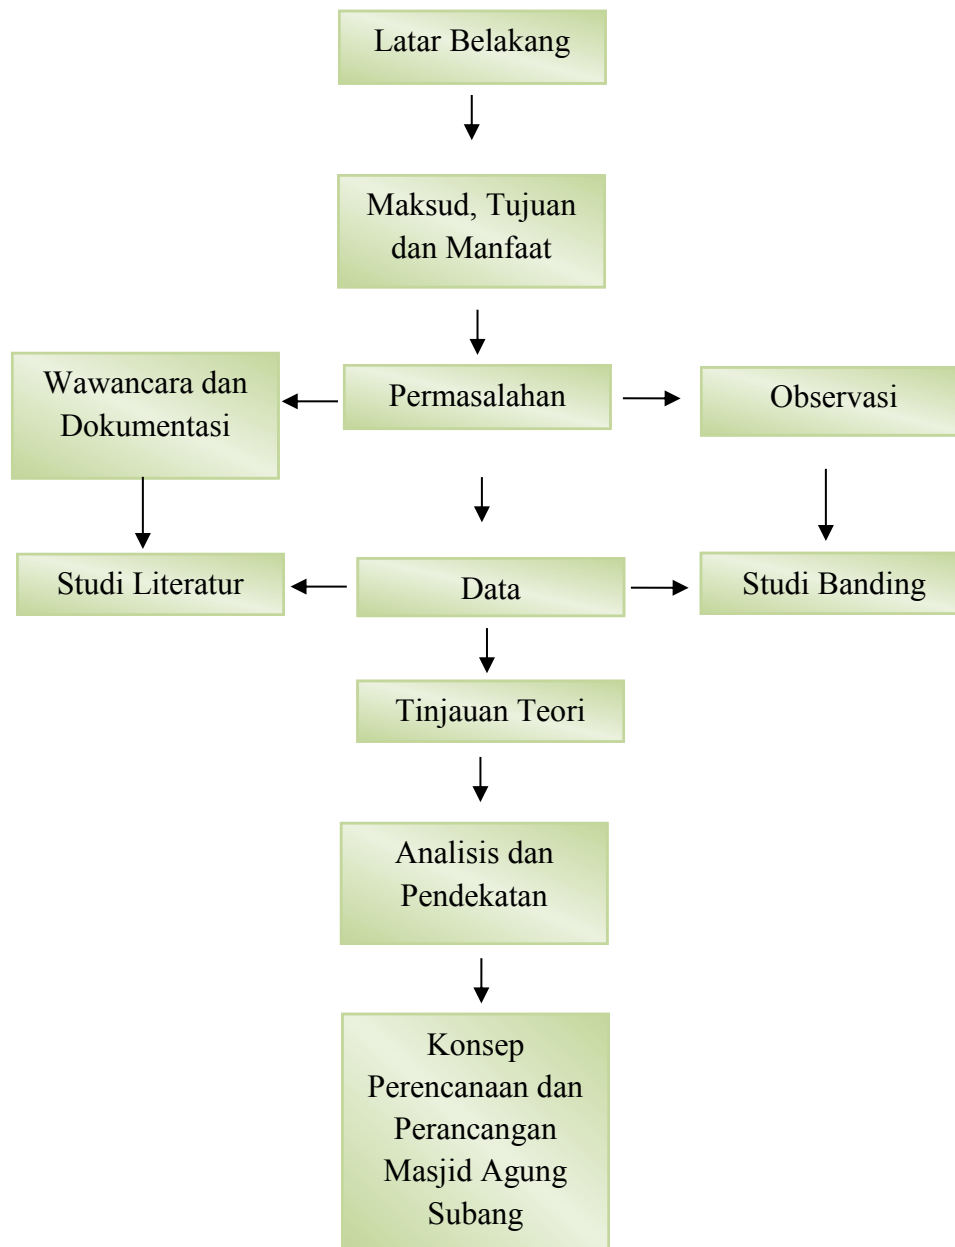 Latar Belakang
Maksud, Tujuan
dan Manfaat
Wawancara dan
Dokumentasi
Permasalahan
Observasi
Studi Literatur
Data
Studi Banding
Tinjauan Teori
Analisis dan
Pendekatan
Konsep
Perencanaan dan
Perancangan
Masjid Agung
Subang